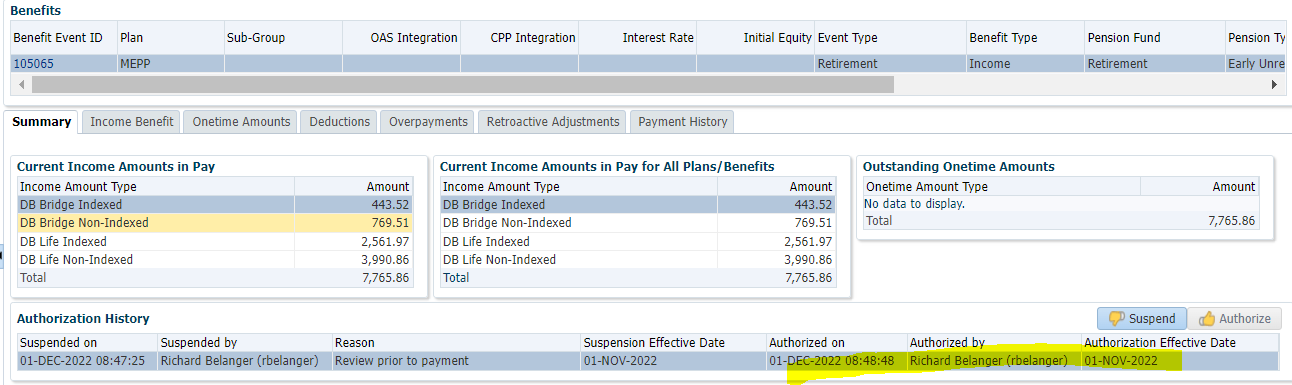 Benefits
Benefit Event ID Plan Sub-Group OAS Integration CPP Integration Interest Rate Initial Equity Event Type Benefit Type Pension Fund Pension Ty
105065 MEPP Retirement Income Retirement Early Unre
Summary Income Benefit Onetime Amounts Deductions Overpayments Retroactive Adjustments Payment History
Current Income Amounts in Pay
Income Amount Type Amount
DB Bridge Indexed 443.52
DB Bridge Non-Indexed 769.51
DB Life Indexed 2,561.97
DB Life Non-Indexed 3,990.86
Total 7,765.86
Current Income Amounts in Pay for All Plans/Benefits
Income Amount Type Amount
DB Bridge Indexed 443.52
DB Bridge Non-Indexed 769.51
DB Life Indexed 2,561.97
DB Life Non-Indexed 3,990.86
Total 7,765.86
Outstanding Onetime Amounts
Onetime Amount Type Amount
No data to display.
Total 7,765.86
Authorization History Suspend Authorize
Suspended on Suspended by Reason Suspension Effective Date Authorized on Authorized by Authorization Effective Date
01-DEC-2022 08:47:25 Richard Belanger (rbelanger) Review prior to payment 01-NOV-2022 01-DEC-2022 08:48:48 Richard Belanger (rbelanger) 01-NOV-2022